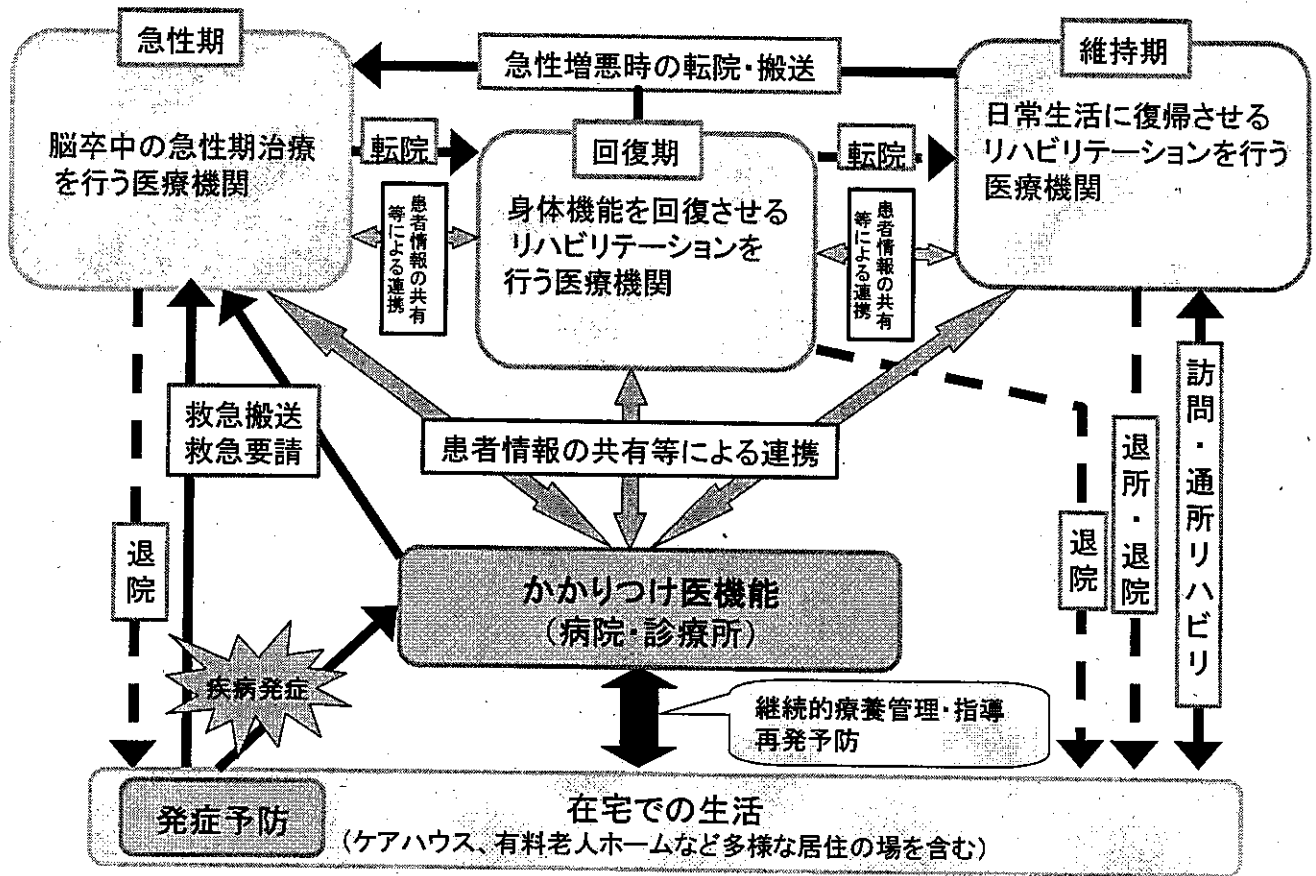 急性期
急性増悪時の転院・搬送
維持期
脳卒中の急性期治療
を行う医療機関
転院
回復期
転院
日常生活に復帰させる
リハビリテーションを行う
医療機関
患者情報の共有
等による連携
身体機能を回復させる
リハビリテーションを
行う医療機関
患者情報の共有
等による連携
救急搬送
救急要請
患者情報の共有等による連携
訪問・通所リハビリ
退所・退院
退院
退院
かかりつけ医機能
（病院・診療所）
疾病発症
継続的療養管理・指導
再発予防
発症予防
在宅での生活
（ケアハウス、有料老人ホームなど多様な居住の場を含む）